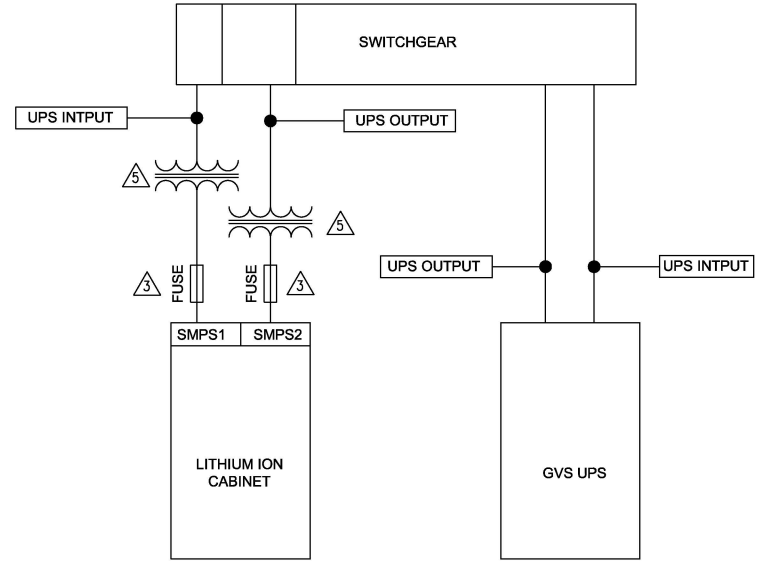 SWITCHGEAR
UPS INTPUT
UPS OUTPUT
5
5
UPS OUTPUT
UPS INTPUT
3
FUSE
FUSE
3
SMPS1
SMPS2
LITHIUM ION
CABINET
GVS UPS